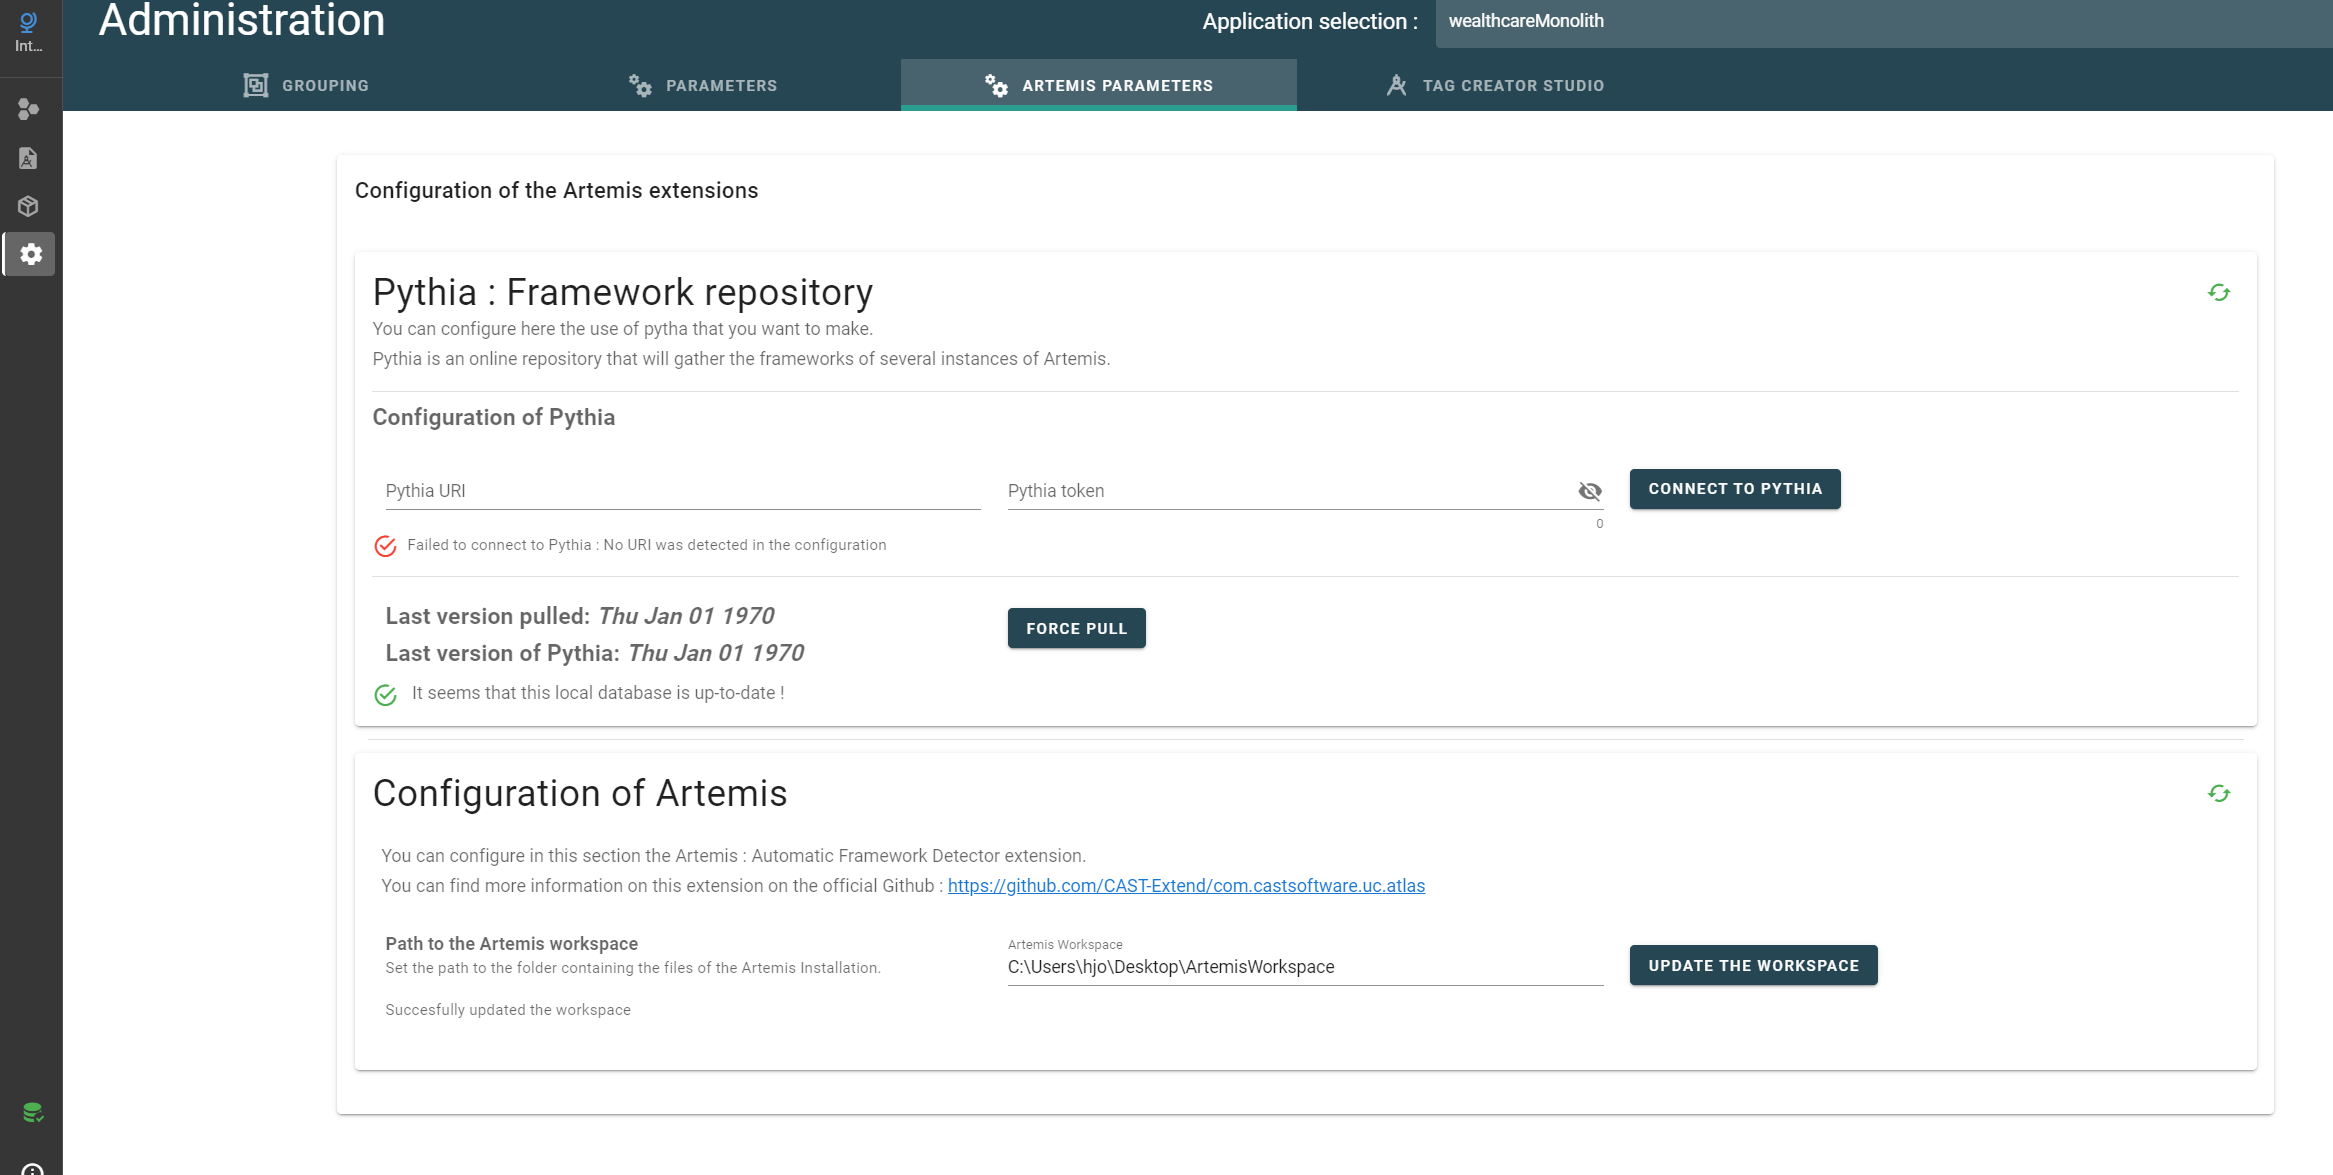 Administration
Application selection :
wealthcareMonolith
Int...
GROUPING
PARAMETERS
ARTEMIS PARAMETERS
TAG CREATOR STUDIO
Configuration of the Artemis extensions
Pythia : Framework repository
You can configure here the use of pytha that you want to make.
Pythia is an online repository that will gather the frameworks of several instances of Artemis.
Configuration of Pythia
Pythia URI
Pythia token
CONNECT TO PYTHIA
0
Failed to connect to Pythia : No URI was detected in the configuration
Last version pulled: Thu Jan 01 1970
FORCE PULL
Last version of Pythia: Thu Jan 01 1970
It seems that this local database is up-to-date !
Configuration of Artemis
You can configure in this section the Artemis : Automatic Framework Detector extension.
You can find more information on this extension on the official Github : https://github.com/CAST-Extend/com.castsoftware.uc.atlas
Path to the Artemis workspace
Set the path to the folder containing the files of the Artemis Installation.
Artemis Workspace
C:\Users\hjo\Desktop\ArtemisWorkspace
UPDATE THE WORKSPACE
Succesfully updated the workspace